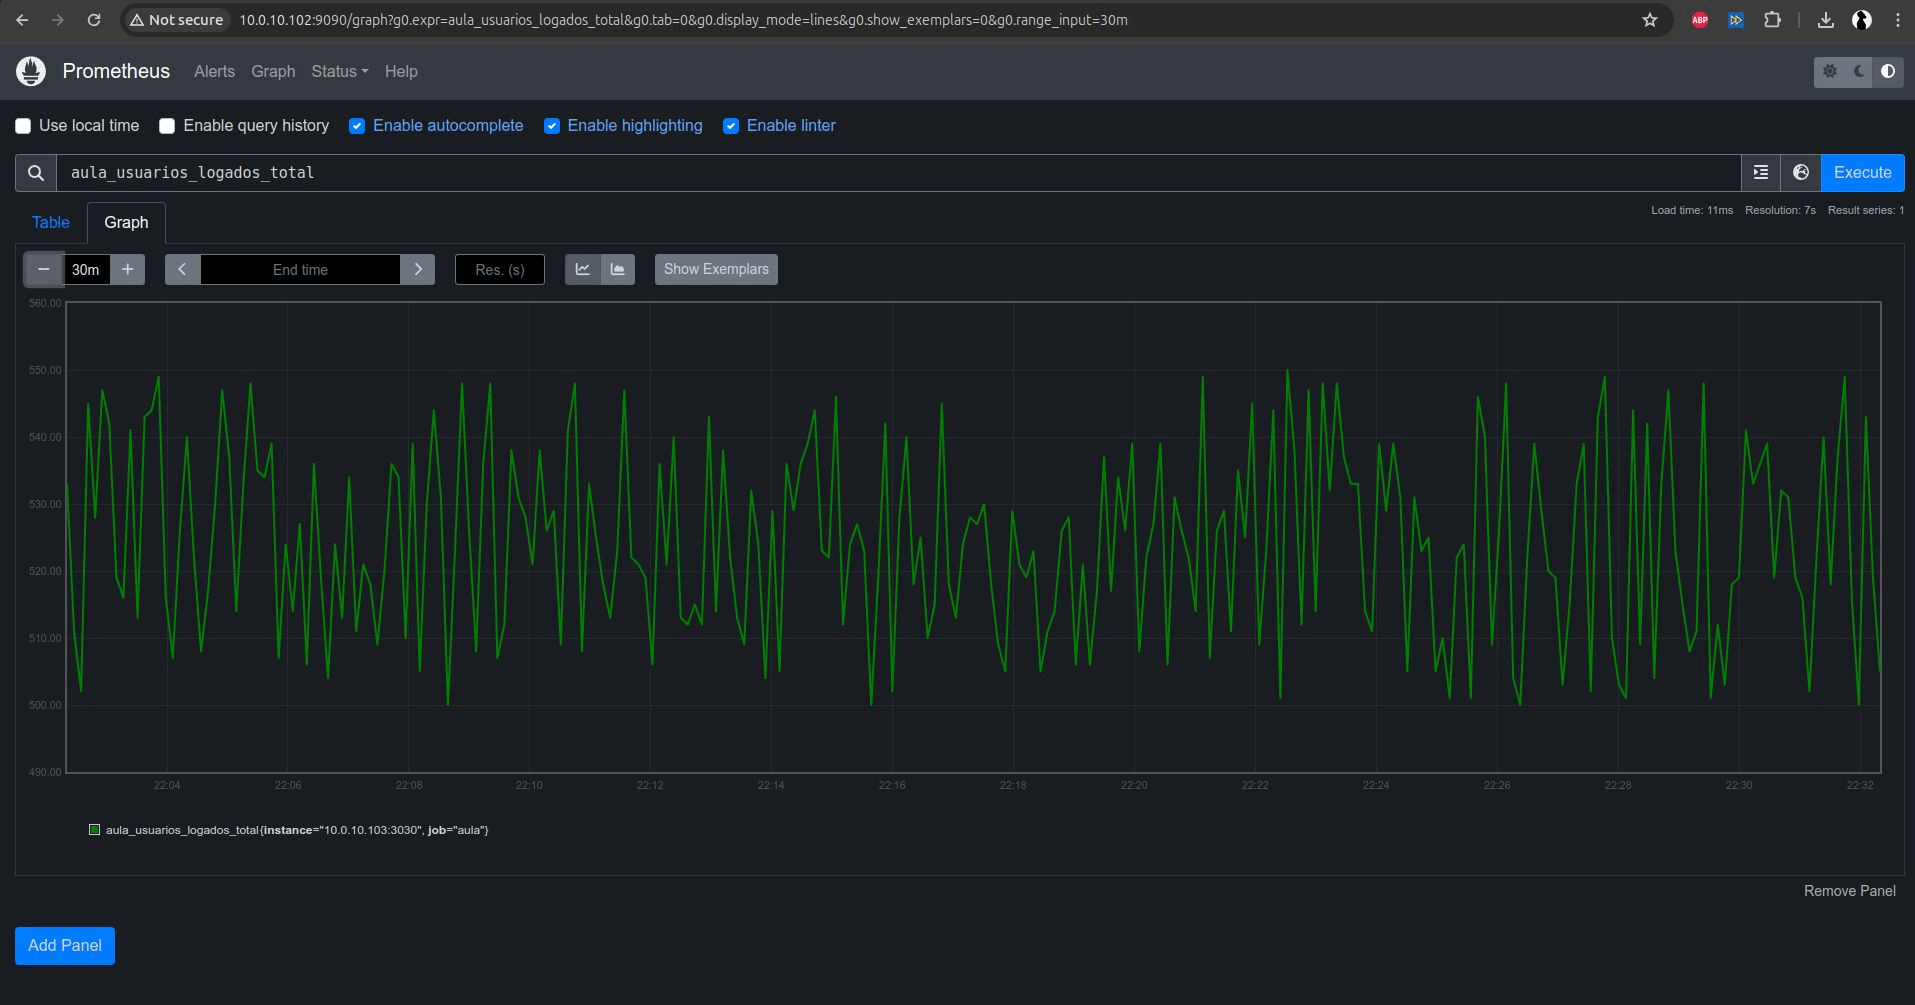 Not secure 10.0.10.102:9090/graph?g0.expr=aula_usuarios_logados_total&g0.tab=0&g0.display_mode=lines&g0.show_exemplars=0&g0.range_input=30m ABP
Prometheus Alerts Graph Status Help
Use local time Enable query history Enable autocomplete Enable highlighting Enable linter
aula_usuarios_logados_total Execute
Table Graph Load time: 11ms Resolution: 7s Result series: 1
− 30m + End time Res. (s) Show Exemplars
560.00
550.00
540.00
530.00
520.00
510.00
500.00
490.00
22:04 22:06 22:08 22:10 22:12 22:14 22:16 22:18 22:20 22:22 22:24 22:26 22:28 22:30 22:32
aula_usuarios_logados_total{instance="10.0.10.103:3030", job="aula"}
Remove Panel
Add Panel